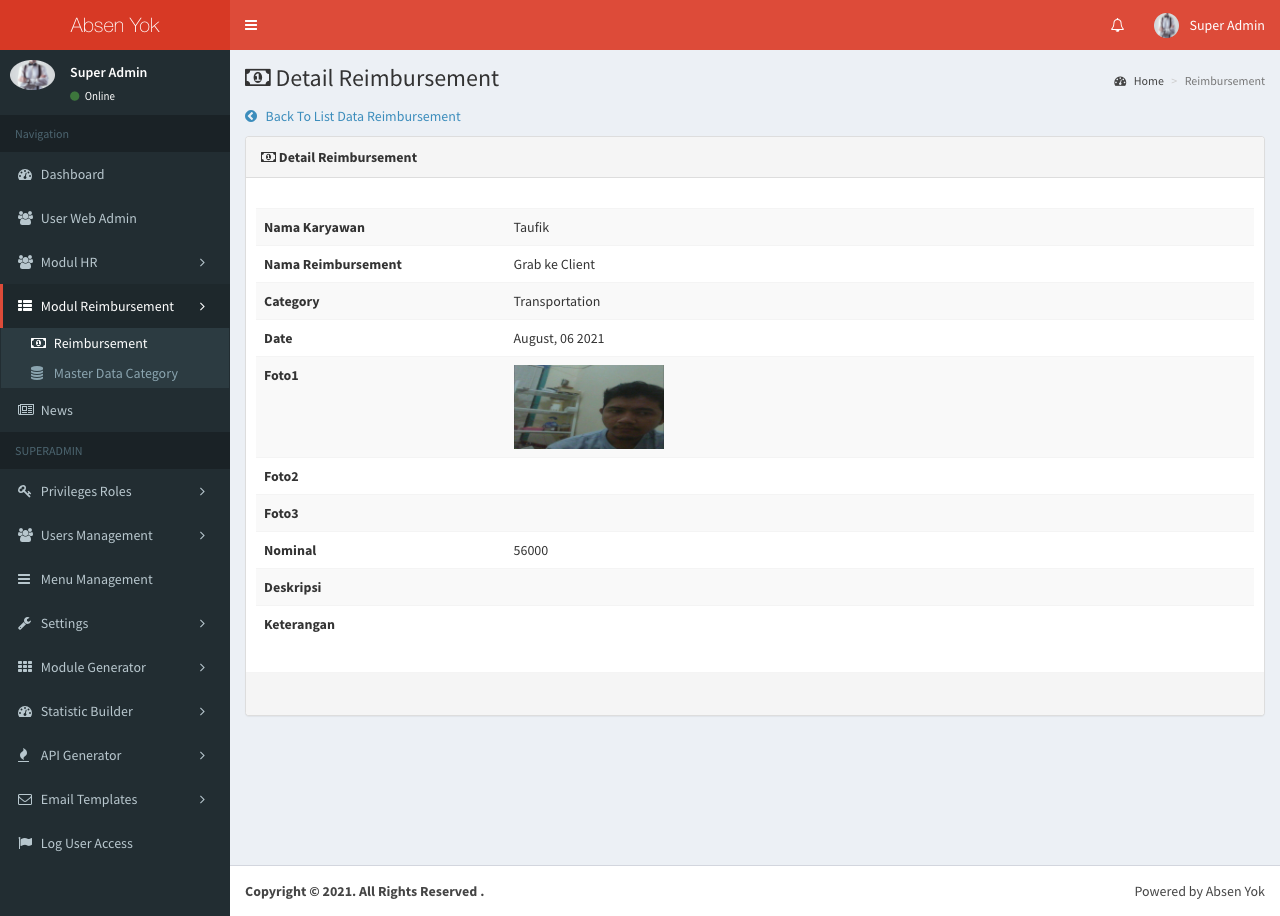 Absen Yok
Super Admin
Super Admin
Online
Navigation
Dashboard
User Web Admin
Modul HR
Modul Reimbursement
Reimbursement
Master Data Category
News
SUPERADMIN
Privileges Roles
Users Management
Menu Management
Settings
Module Generator
Statistic Builder
API Generator
Email Templates
Log User Access
Detail Reimbursement
Home > Reimbursement
Back To List Data Reimbursement
Detail Reimbursement
Nama Karyawan Taufik
Nama Reimbursement Grab ke Client
Category Transportation
Date August, 06 2021
Foto1
Foto2
Foto3
Nominal 56000
Deskripsi
Keterangan
Copyright © 2021. All Rights Reserved .
Powered by Absen Yok